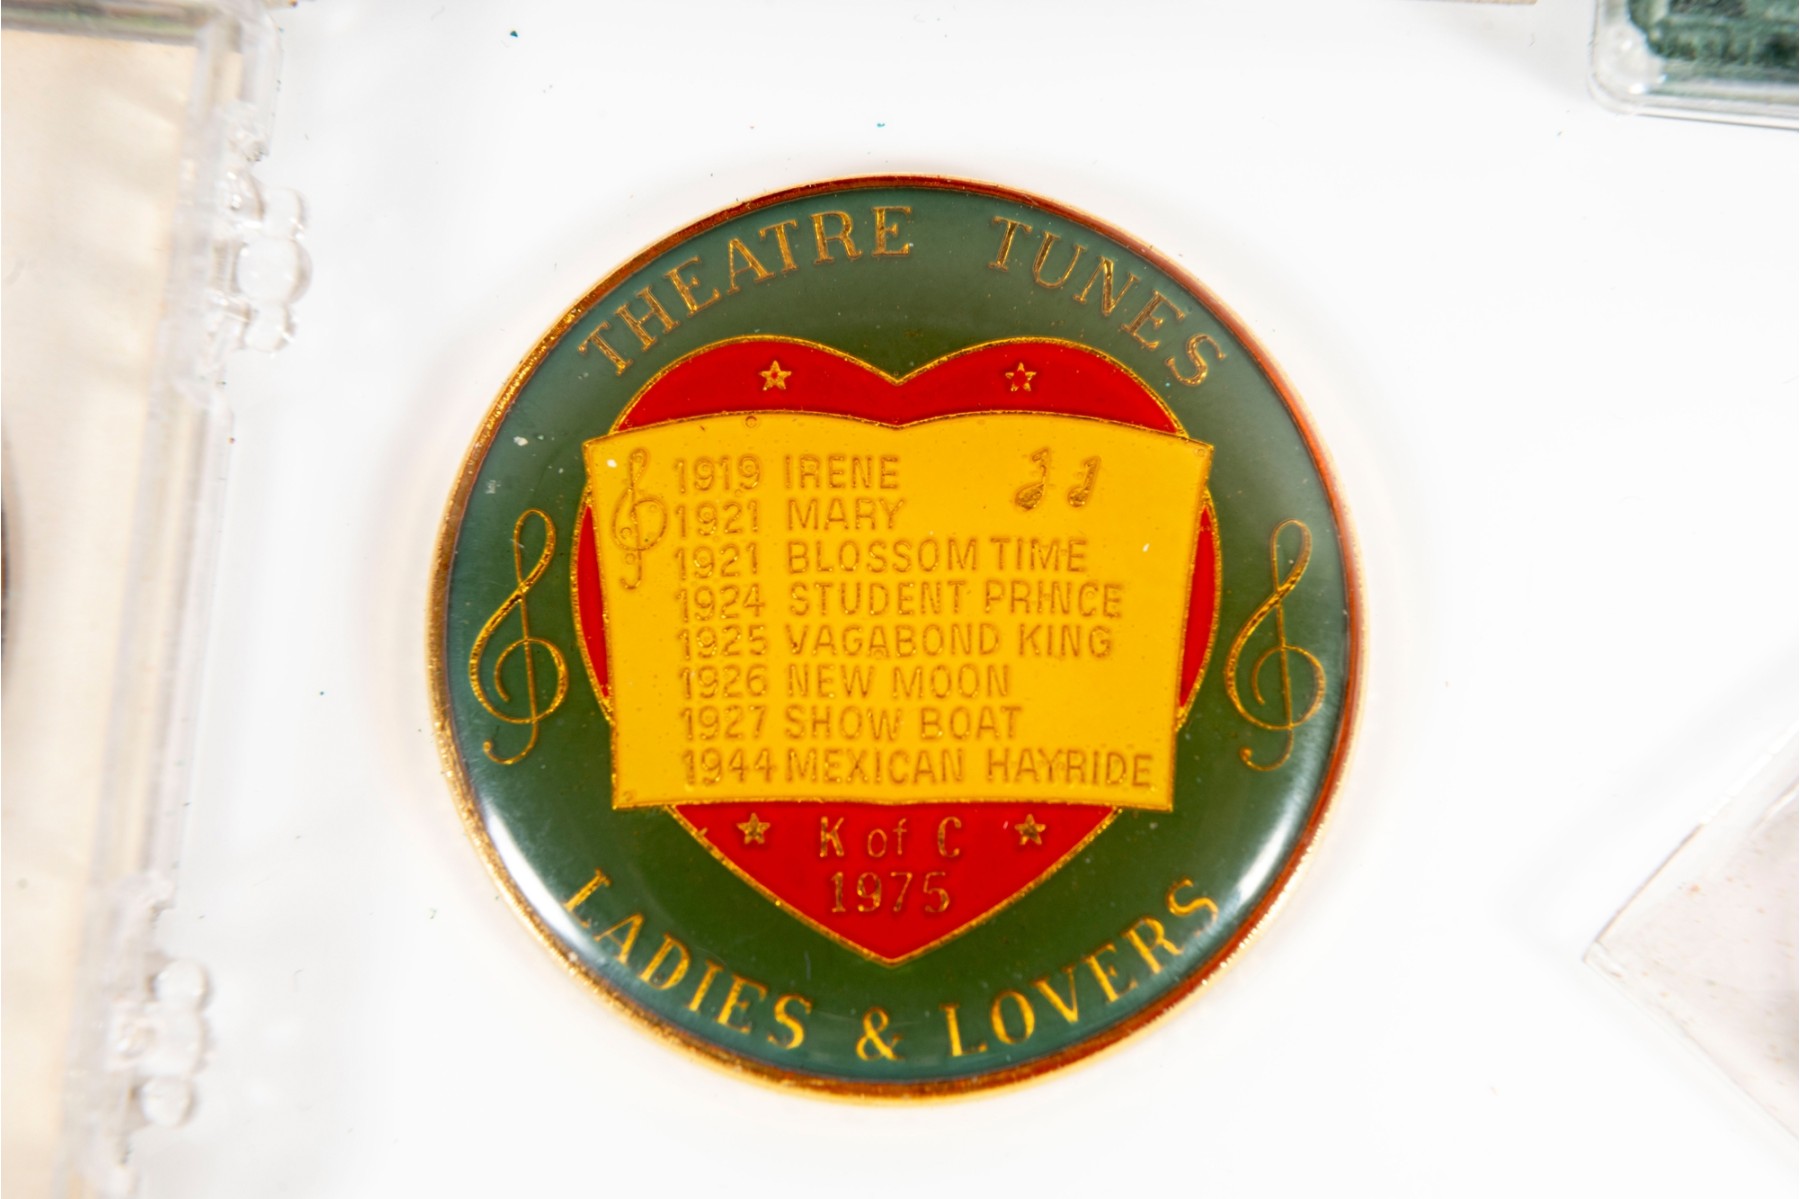 THEATRE TUNES
1919 IRENE
1921 MARY
1921 BLOSSOM TIME
1924 STUDENT PRINCE
1925 VAGABOND KING
1926 NEW MOON
1927 SHOW BOAT
1944 MEXICAN HAYRIDE
K of C
1975
LADIES & LOVERS